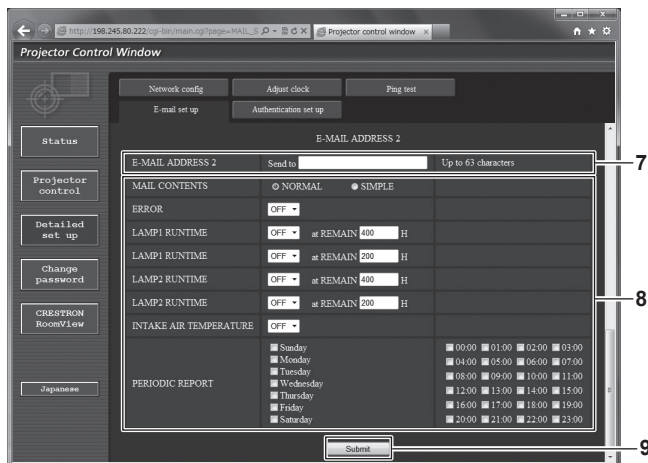 http://198.245.80.222/cgi-bin/main.cgi?page=MAIL_S
Projector control window
Projector Control Window
Network config
Adjust clock
Ping test
E-mail set up
Authentication set up
Status
Projector
control
Detailed
set up
Change
password
CRESTRON
RoomView
Japanese
E-MAIL ADDRESS 2
E-MAIL ADDRESS 2 Send to Up to 63 characters
7
MAIL CONTENTS NORMAL SIMPLE
ERROR OFF
LAMP1 RUNTIME OFF at REMAIN 400 H
LAMP1 RUNTIME OFF at REMAIN 200 H
LAMP2 RUNTIME OFF at REMAIN 400 H
LAMP2 RUNTIME OFF at REMAIN 200 H
8
INTAKE AIR TEMPERATURE OFF
PERIODIC REPORT
Sunday
Monday
Tuesday
Wednesday
Thursday
Friday
Saturday
00:00 01:00 02:00 03:00
04:00 05:00 06:00 07:00
08:00 09:00 10:00 11:00
12:00 13:00 14:00 15:00
16:00 17:00 18:00 19:00
20:00 21:00 22:00 23:00
Submit
9